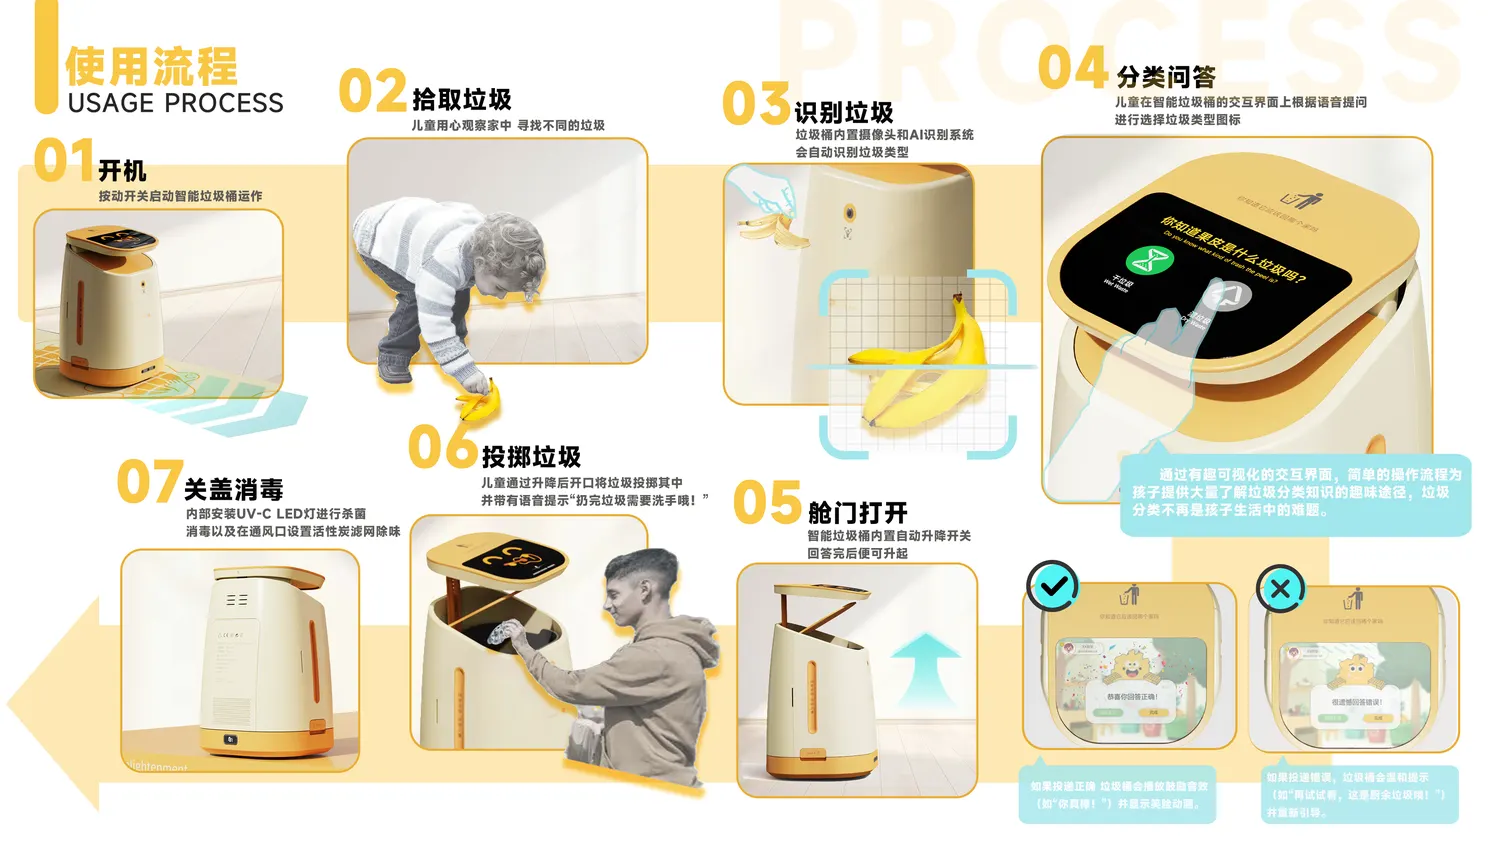 PROCESS
使用流程
USAGE PROCESS
01 开机
按动开关启动智能垃圾桶运作
02 拾取垃圾
儿童用心观察家中 寻找不同的垃圾
03 识别垃圾
垃圾桶内置摄像头和AI识别系统
会自动识别垃圾类型
04 分类问答
儿童在智能垃圾桶的交互界面上根据语音提问
进行选择垃圾类型图标
你知道果皮是什么垃圾吗?
Do you know what kind of trash the peel is?
干垃圾
Wet Waste
湿垃圾
Dry Waste
通过有趣可视化的交互界面，简单的操作流程为
孩子提供大量了解垃圾分类知识的趣味途径，垃圾
分类不再是孩子生活中的难题。
恭喜你回答正确!
很遗憾回答错误!
如果投递正确 垃圾桶会播放鼓励音效
（如“你真棒！”）并显示奖励动画。
如果投递错误，垃圾桶会温和提示
（如“再试试看，这是厨余垃圾哦！”）
并重新引导。
05 舱门打开
智能垃圾桶内置自动升降开关
回答完后便可升起
06 投掷垃圾
儿童通过升降后开口将垃圾投掷其中
并带有语音提示“扔完垃圾需要洗手哦！”
07 关盖消毒
内部安装UV-C LED灯进行杀菌
消毒以及在通风口设置活性炭滤网除味
lightenment